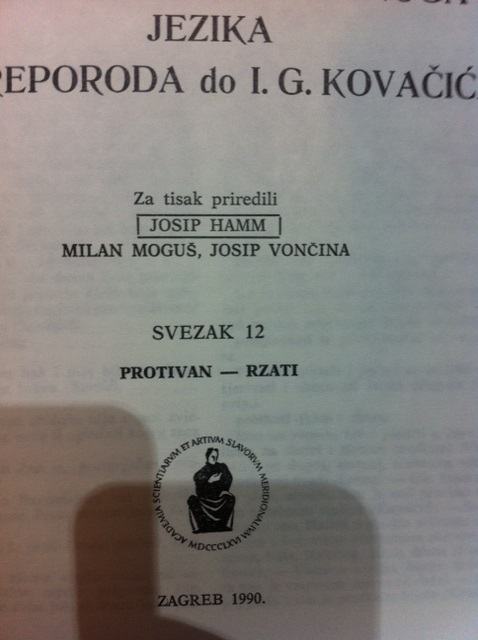 JEZIKA
REPORODA do I. G. KOVAČIĆA
Za tisak priredili
JOSIP HAMM
MILAN MOGUŠ, JOSIP VONČINA
SVEZAK 12
PROTIVAN — RZATI
ACADEMIA SCIENTIARVM ET ARTIVM SLAVORVM MERIDIONALIVM MDCCCLXVI
ZAGREB 1990.